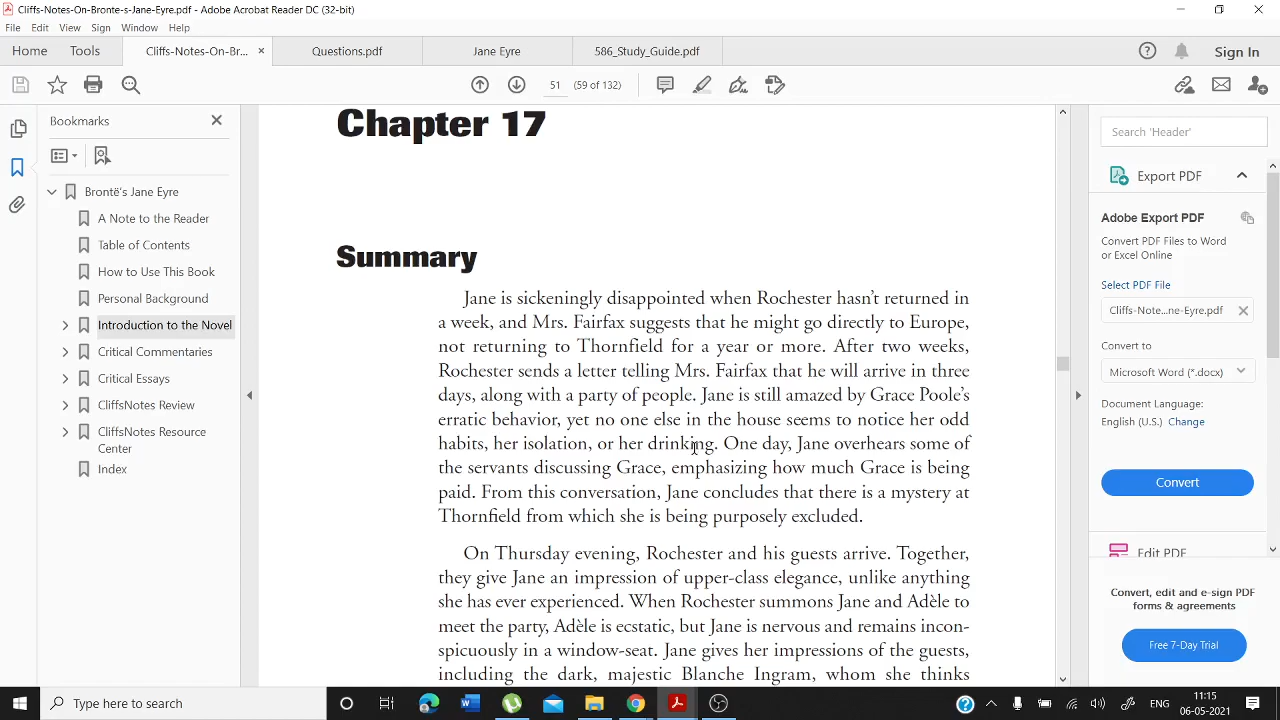 Cliffs-Notes-On-Bronte-s-Jane-Eyre.pdf - Adobe Acrobat Reader DC (32-bit)
File Edit View Sign Window Help
Home Tools Cliffs-Notes-On-Br... × Questions.pdf Jane Eyre 586_Study_Guide.pdf Sign In
51 (59 of 132)
Bookmarks
Brontë's Jane Eyre
A Note to the Reader
Table of Contents
How to Use This Book
Personal Background
Introduction to the Novel
Critical Commentaries
Critical Essays
CliffsNotes Review
CliffsNotes Resource
Center
Index
Chapter 17
Summary
Jane is sickeningly disappointed when Rochester hasn't returned in
a week, and Mrs. Fairfax suggests that he might go directly to Europe,
not returning to Thornfield for a year or more. After two weeks,
Rochester sends a letter telling Mrs. Fairfax that he will arrive in three
days, along with a party of people. Jane is still amazed by Grace Poole's
erratic behavior, yet no one else in the house seems to notice her odd
habits, her isolation, or her drinking. One day, Jane overhears some of
the servants discussing Grace, emphasizing how much Grace is being
paid. From this conversation, Jane concludes that there is a mystery at
Thornfield from which she is being purposely excluded.
On Thursday evening, Rochester and his guests arrive. Together,
they give Jane an impression of upper-class elegance, unlike anything
she has ever experienced. When Rochester summons Jane and Adèle to
meet the party, Adèle is ecstatic, but Jane is nervous and remains incon-
spicuously in a window-seat. Jane gives her impressions of the guests,
including the dark, majestic Blanche Ingram, whom she thinks
Search 'Header'
Export PDF
Adobe Export PDF
Convert PDF Files to Word
or Excel Online
Select PDF File
Cliffs-Note...ne-Eyre.pdf
Convert to
Microsoft Word (*.docx)
Document Language:
English (U.S.) Change
Convert
Edit PDF
Convert, edit and e-sign PDF
forms & agreements
Free 7-Day Trial
Type here to search
ENG
11:15
06-05-2021